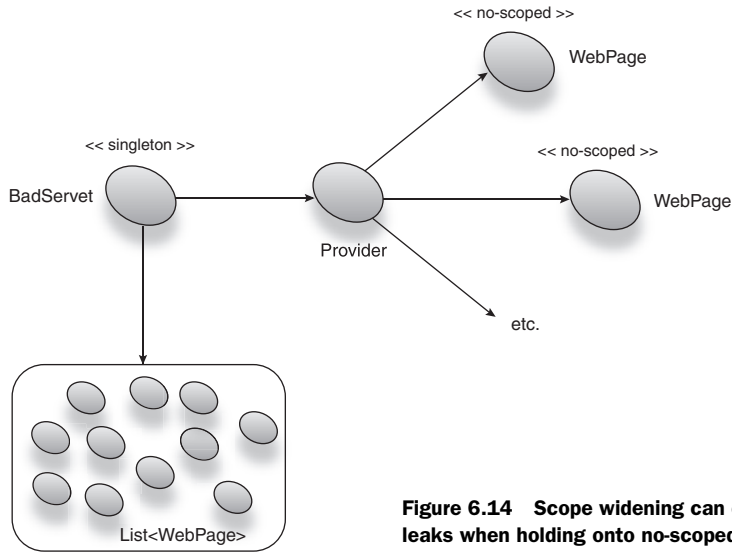 << no-scoped >>
WebPage
<< singleton >>
<< no-scoped >>
BadServet
WebPage
Provider
etc.
List<WebPage>
Figure 6.14 Scope widening can
leaks when holding onto no-scoped